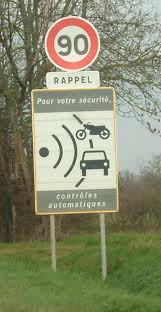 90
RAPPEL
Pour votre sécurité,
contrôles
automatiques